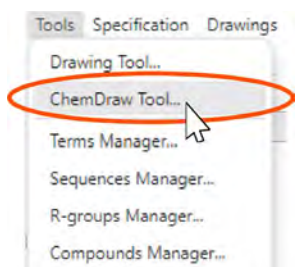 Tools Specification Drawings
Drawing Tool...
ChemDraw Tool...
Terms Manager...
Sequences Manager...
R-groups Manager...
Compounds Manager...